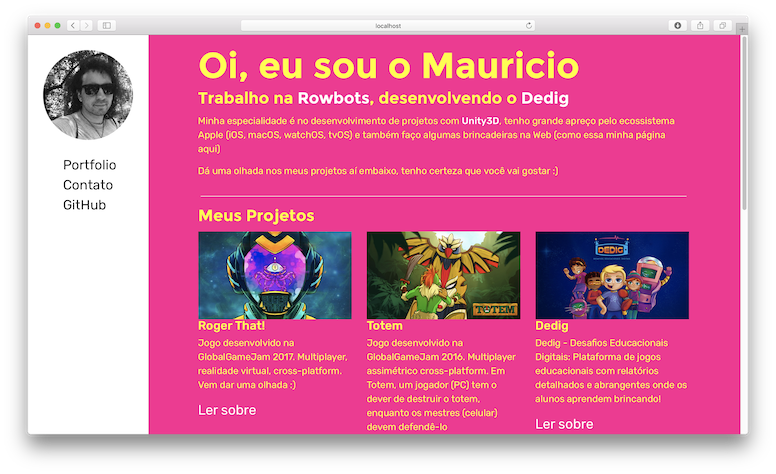 localhost
Portfolio
Contato
GitHub
Oi, eu sou o Mauricio
Trabalho na Rowbots, desenvolvendo o Dedig
Minha especialidade é no desenvolvimento de projetos com Unity3D, tenho grande apreço pelo ecossistema
Apple (iOS, macOS, watchOS, tvOS) e também faço algumas brincadeiras na Web (como essa minha página
aqui)
Dá uma olhada nos meus projetos aí embaixo, tenho certeza que você vai gostar :)
Meus Projetos
Roger That!
Jogo desenvolvido na
GlobalGameJam 2017. Multiplayer,
realidade virtual, cross-platform.
Vem dar uma olhada :)
Ler sobre
TOTEM
Totem
Jogo desenvolvido na
GlobalGameJam 2016. Multiplayer
assimétrico cross-platform. Em
Totem, um jogador (PC) tem o
dever de destruir o totem,
enquanto os mestres (celular)
devem defendê-lo
DEDIG
Dedig
Dedig - Desafios Educacionais
Digitais: Plataforma de jogos
educacionais com relatórios
detalhados e abrangentes onde os
alunos aprendem brincando!
Ler sobre